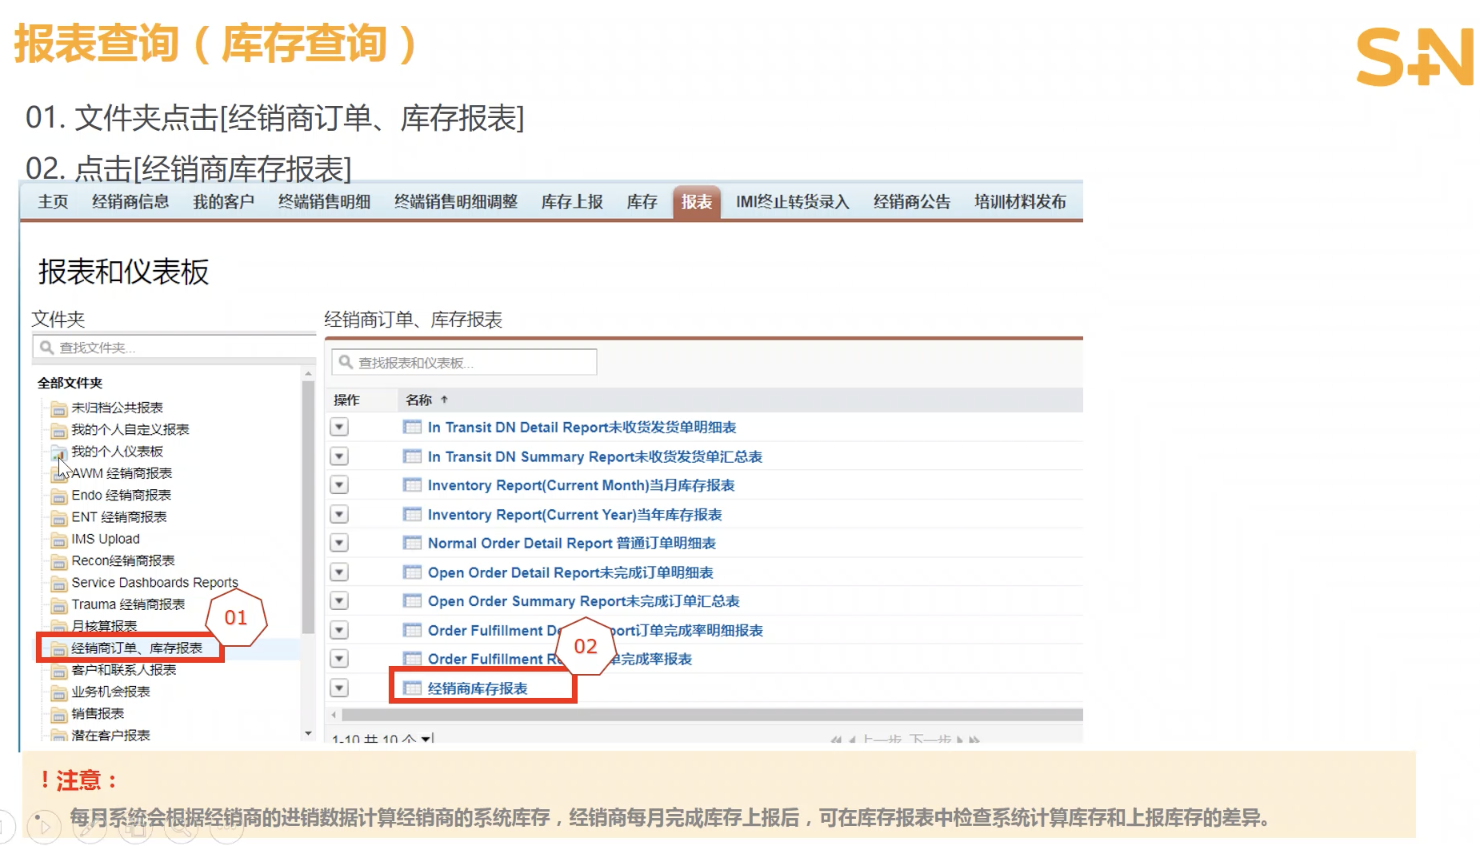 报表查询（库存查询）
S+N
01. 文件夹点击[经销商订单、库存报表]
02. 点击[经销商库存报表]
主页 经销商信息 我的客户 终端销售明细 终端销售明细调整 库存上报 库存 报表 IMI终止转货录入 经销商公告 培训材料发布
报表和仪表板
文件夹
查找文件夹...
全部文件夹
未归档公共报表
我的个人自定义报表
我的个人仪表板
AWM 经销商报表
Endo 经销商报表
ENT 经销商报表
IMS Upload
Recon经销商报表
Service Dashboards Reports
Trauma 经销商报表
01
月核算报表
经销商订单、库存报表
客户和联系人报表
业务机会报表
销售报表
潜在客户报表
经销商订单、库存报表
查找报表和仪表板...
操作 名称 ↑
In Transit DN Detail Report未收货发货单明细表
In Transit DN Summary Report未收货发货单汇总表
Inventory Report(Current Month)当月库存报表
Inventory Report(Current Year)当年库存报表
Normal Order Detail Report 普通订单明细表
Open Order Detail Report未完成订单明细表
Open Order Summary Report未完成订单汇总表
Order Fulfillment De port订单完成率明细报表
02
Order Fulfillment R 单完成率报表
经销商库存报表
1-10 共 10 个
上一步 下一步
！注意：
每月系统会根据经销商的进销数据计算经销商的系统库存，经销商每月完成库存上报后，可在库存报表中检查系统计算库存和上报库存的差异。